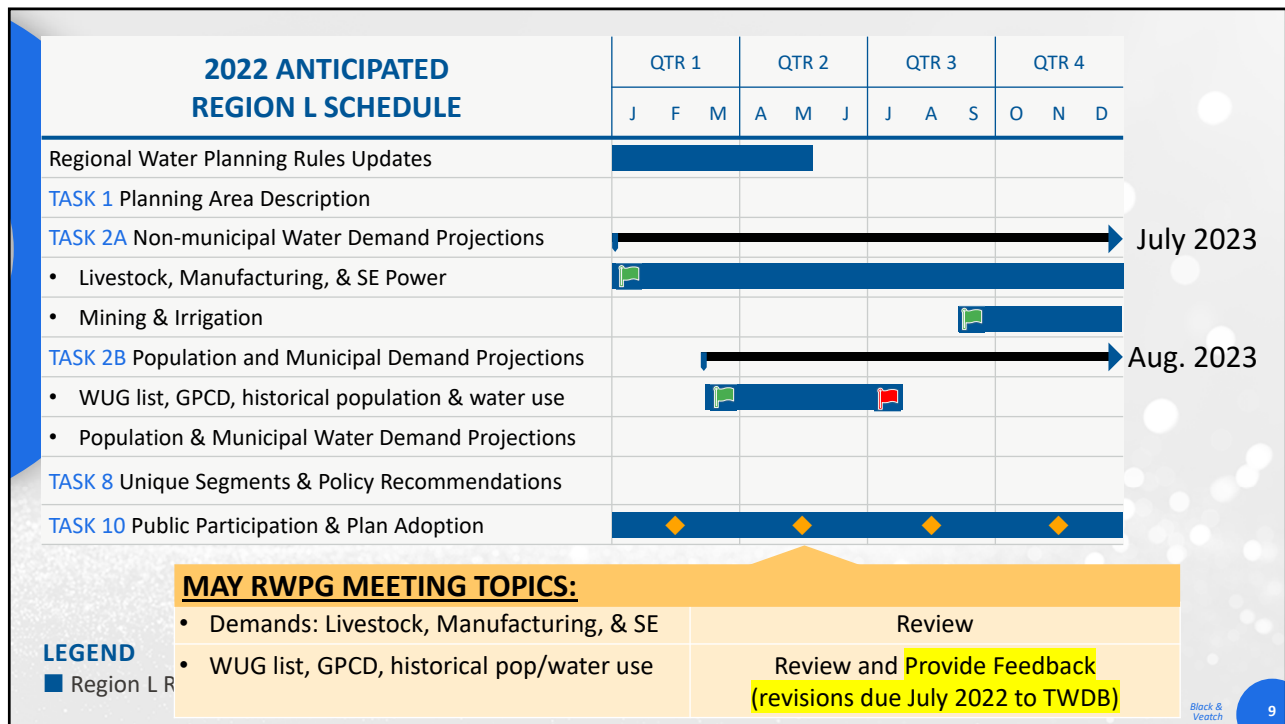 2022 ANTICIPATED
REGION L SCHEDULE
QTR 1 QTR 2 QTR 3 QTR 4
J F M A M J J A S O N D
Regional Water Planning Rules Updates
TASK 1 Planning Area Description
TASK 2A Non-municipal Water Demand Projections
July 2023
• Livestock, Manufacturing, & SE Power
• Mining & Irrigation
TASK 2B Population and Municipal Demand Projections
Aug. 2023
• WUG list, GPCD, historical population & water use
• Population & Municipal Water Demand Projections
TASK 8 Unique Segments & Policy Recommendations
TASK 10 Public Participation & Plan Adoption
MAY RWPG MEETING TOPICS:
• Demands: Livestock, Manufacturing, & SE
Review
• WUG list, GPCD, historical pop/water use
Review and Provide Feedback
(revisions due July 2022 to TWDB)
LEGEND
Region L R
Black &
Veatch
9